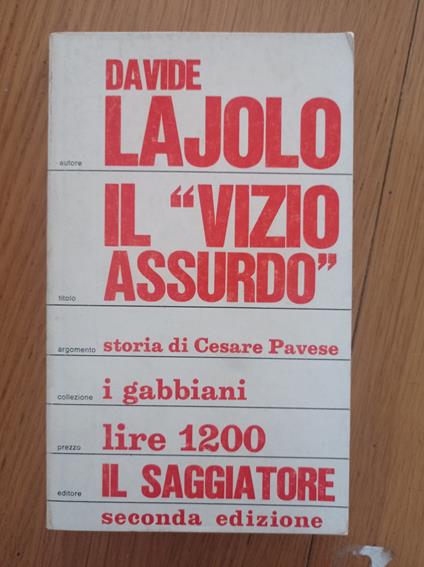 DAVIDE
autore LAJOLO
IL “VIZIO
titolo ASSURDO”
argomento storia di Cesare Pavese
collezione i gabbiani
prezzo lire 1200
editore IL SAGGIATORE
seconda edizione